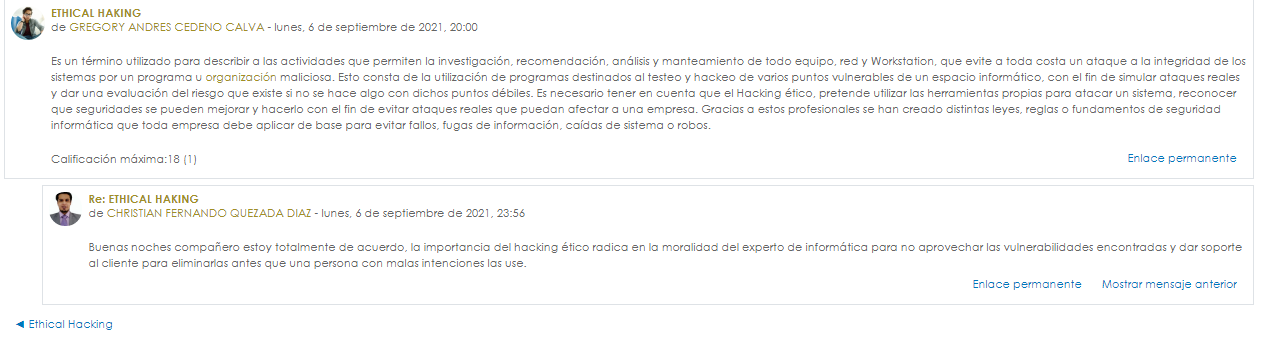 ETHICAL HAKING
de GREGORY ANDRES CEDENO CALVA - lunes, 6 de septiembre de 2021, 20:00
Es un término utilizado para describir a las actividades que permiten la investigación, recomendación, análisis y manteamiento de todo equipo, red y Workstation, que evite a toda costa un ataque a la integridad de los
sistemas por un programa u organización maliciosa. Esto consta de la utilización de programas destinados al testeo y hackeo de varios puntos vulnerables de un espacio informático, con el fin de simular ataques reales
y dar una evaluación del riesgo que existe si no se hace algo con dichos puntos débiles. Es necesario tener en cuenta que el Hacking ético, pretende utilizar las herramientas propias para atacar un sistema, reconocer
que seguridades se pueden mejorar y hacerlo con el fin de evitar ataques reales que puedan afectar a una empresa. Gracias a estos profesionales se han creado distintas leyes, reglas o fundamentos de seguridad
informática que toda empresa debe aplicar de base para evitar fallos, fugas de información, caídas de sistema o robos.
Calificación máxima:18 (1)
Enlace permanente
Re: ETHICAL HAKING
de CHRISTIAN FERNANDO QUEZADA DIAZ - lunes, 6 de septiembre de 2021, 23:56
Buenas noches compañero estoy totalmente de acuerdo, la importancia del hacking ético radica en la moralidad del experto de informática para no aprovechar las vulnerabilidades encontradas y dar soporte
al cliente para eliminarlas antes que una persona con malas intenciones las use.
Enlace permanente Mostrar mensaje anterior
◄ Ethical Hacking